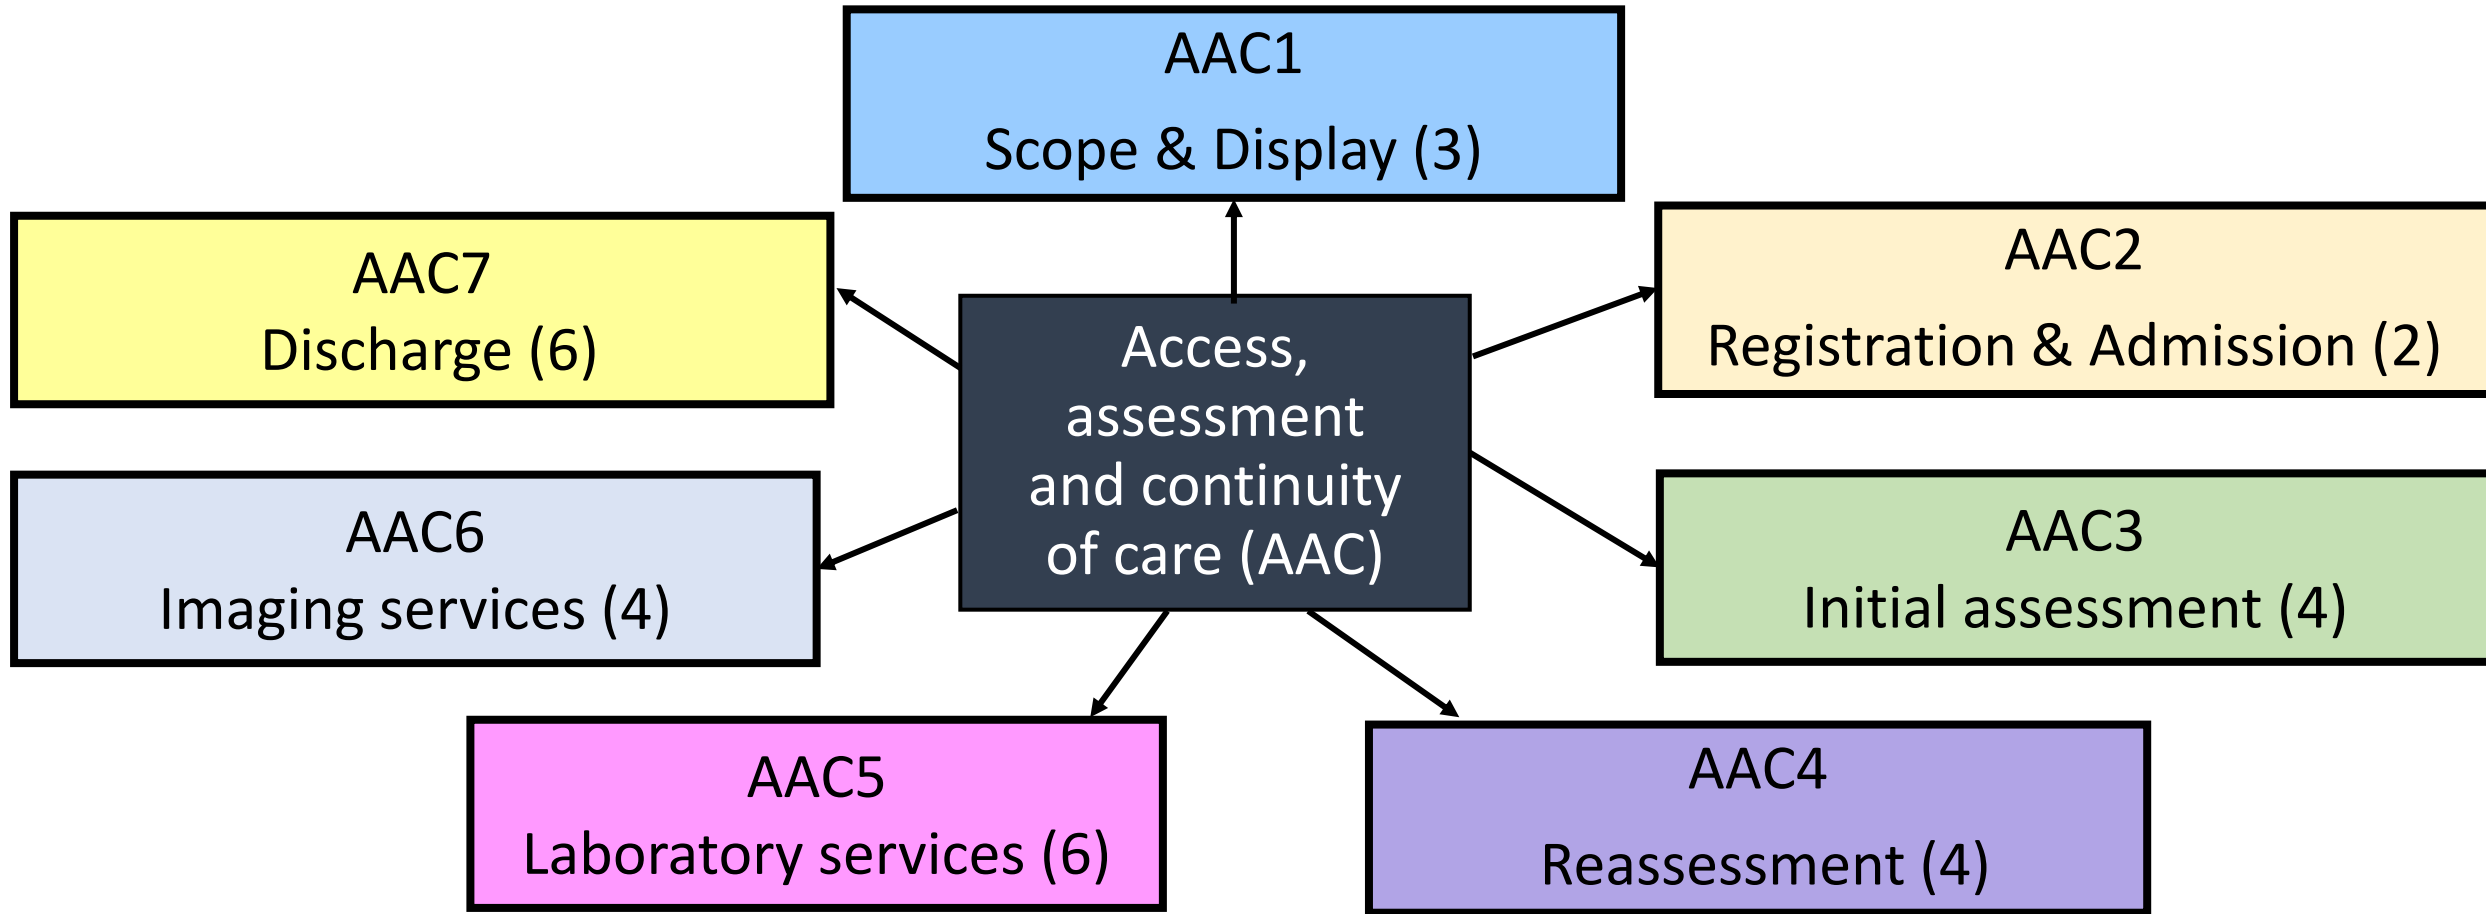 AAC1
Scope & Display (3)
AAC7
Discharge (6)
AAC2
Registration & Admission (2)
Access,
assessment
and continuity
of care (AAC)
AAC6
Imaging services (4)
AAC3
Initial assessment (4)
AAC5
Laboratory services (6)
AAC4
Reassessment (4)